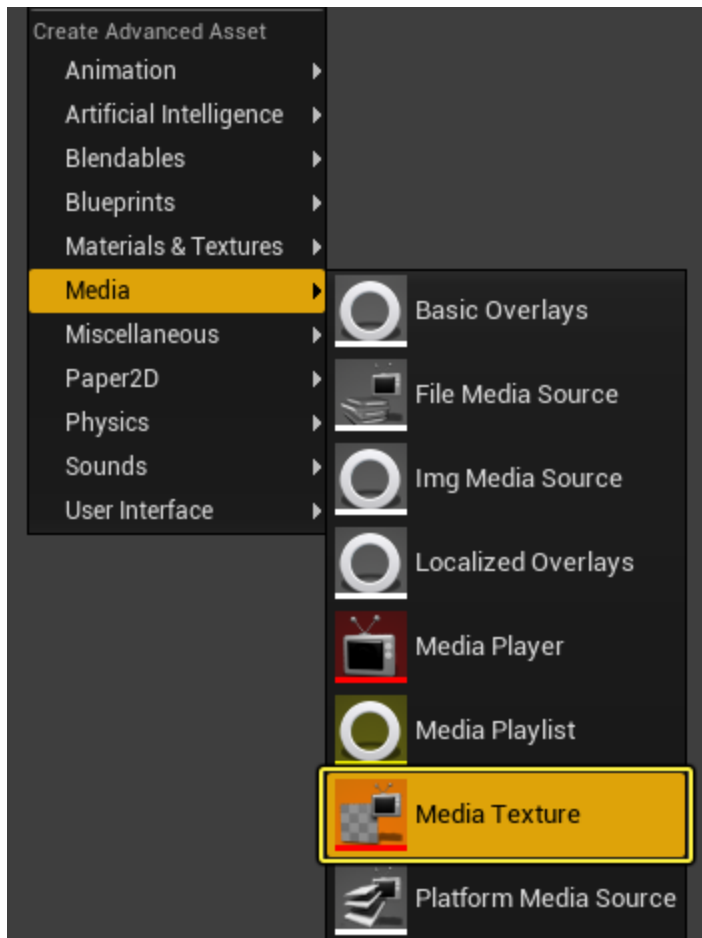 Create Advanced Asset
Animation
Artificial Intelligence
Blendables
Blueprints
Materials & Textures
Media
Miscellaneous
Paper2D
Physics
Sounds
User Interface
Basic Overlays
File Media Source
Img Media Source
Localized Overlays
Media Player
Media Playlist
Media Texture
Platform Media Source